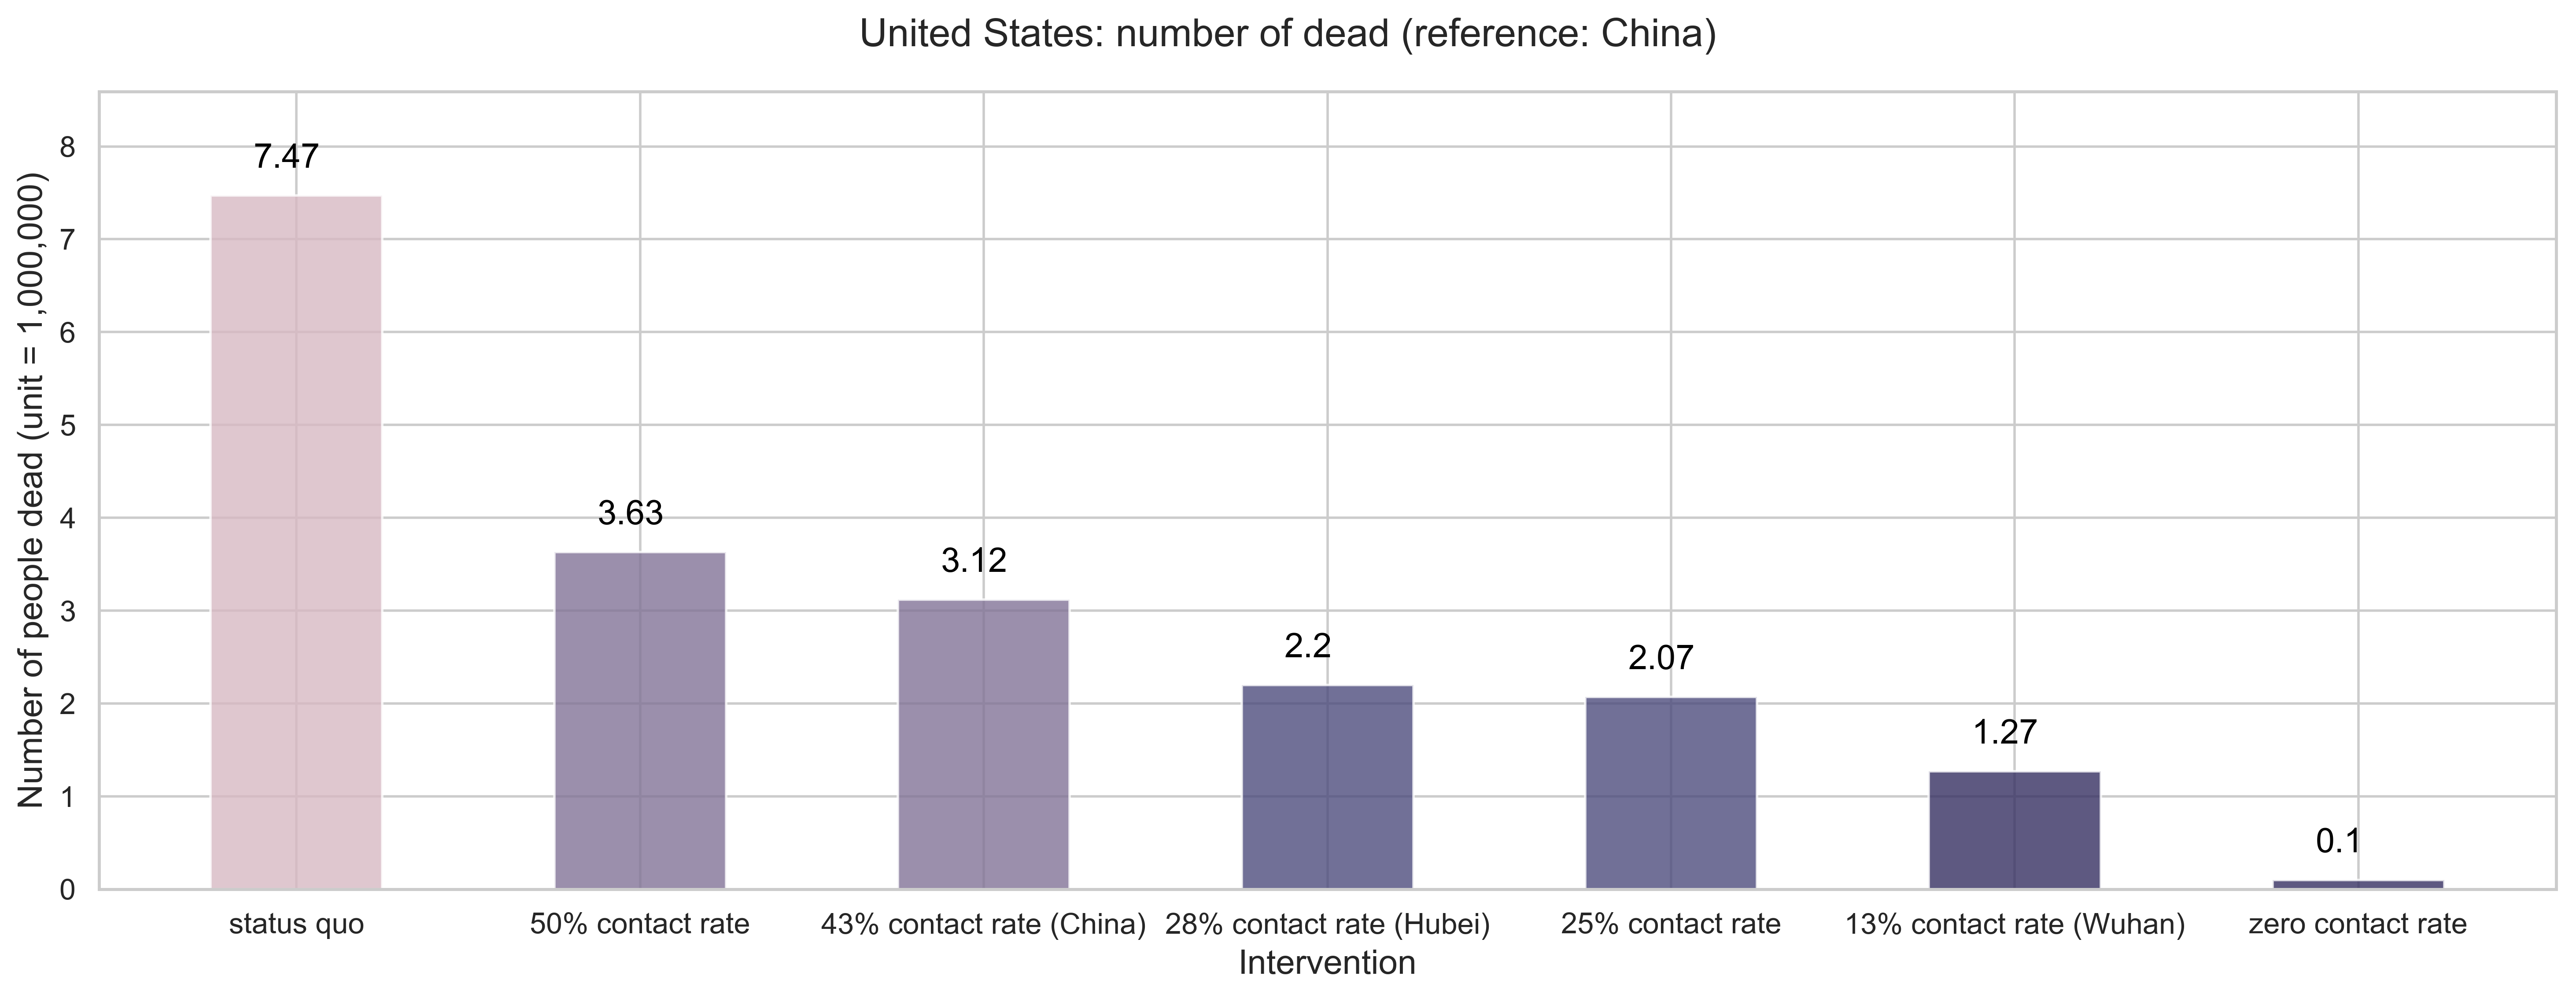 United States: number of dead (reference: China)
Number of people dead (unit = 1,000,000)
8
7
6
5
4
3
2
1
0
7.47
3.63
3.12
2.2
2.07
1.27
0.1
status quo
50% contact rate
43% contact rate (China)
28% contact rate (Hubei)
25% contact rate
13% contact rate (Wuhan)
zero contact rate
Intervention